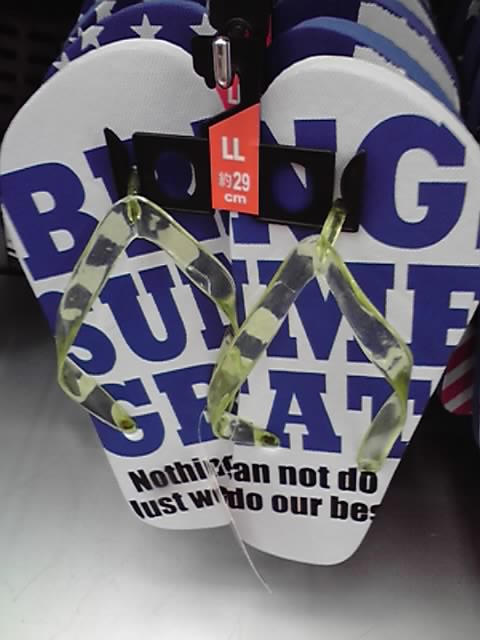 LL
約29
cm
NG
SUMME
GREAT
Nothi an not do
Just w do our bes